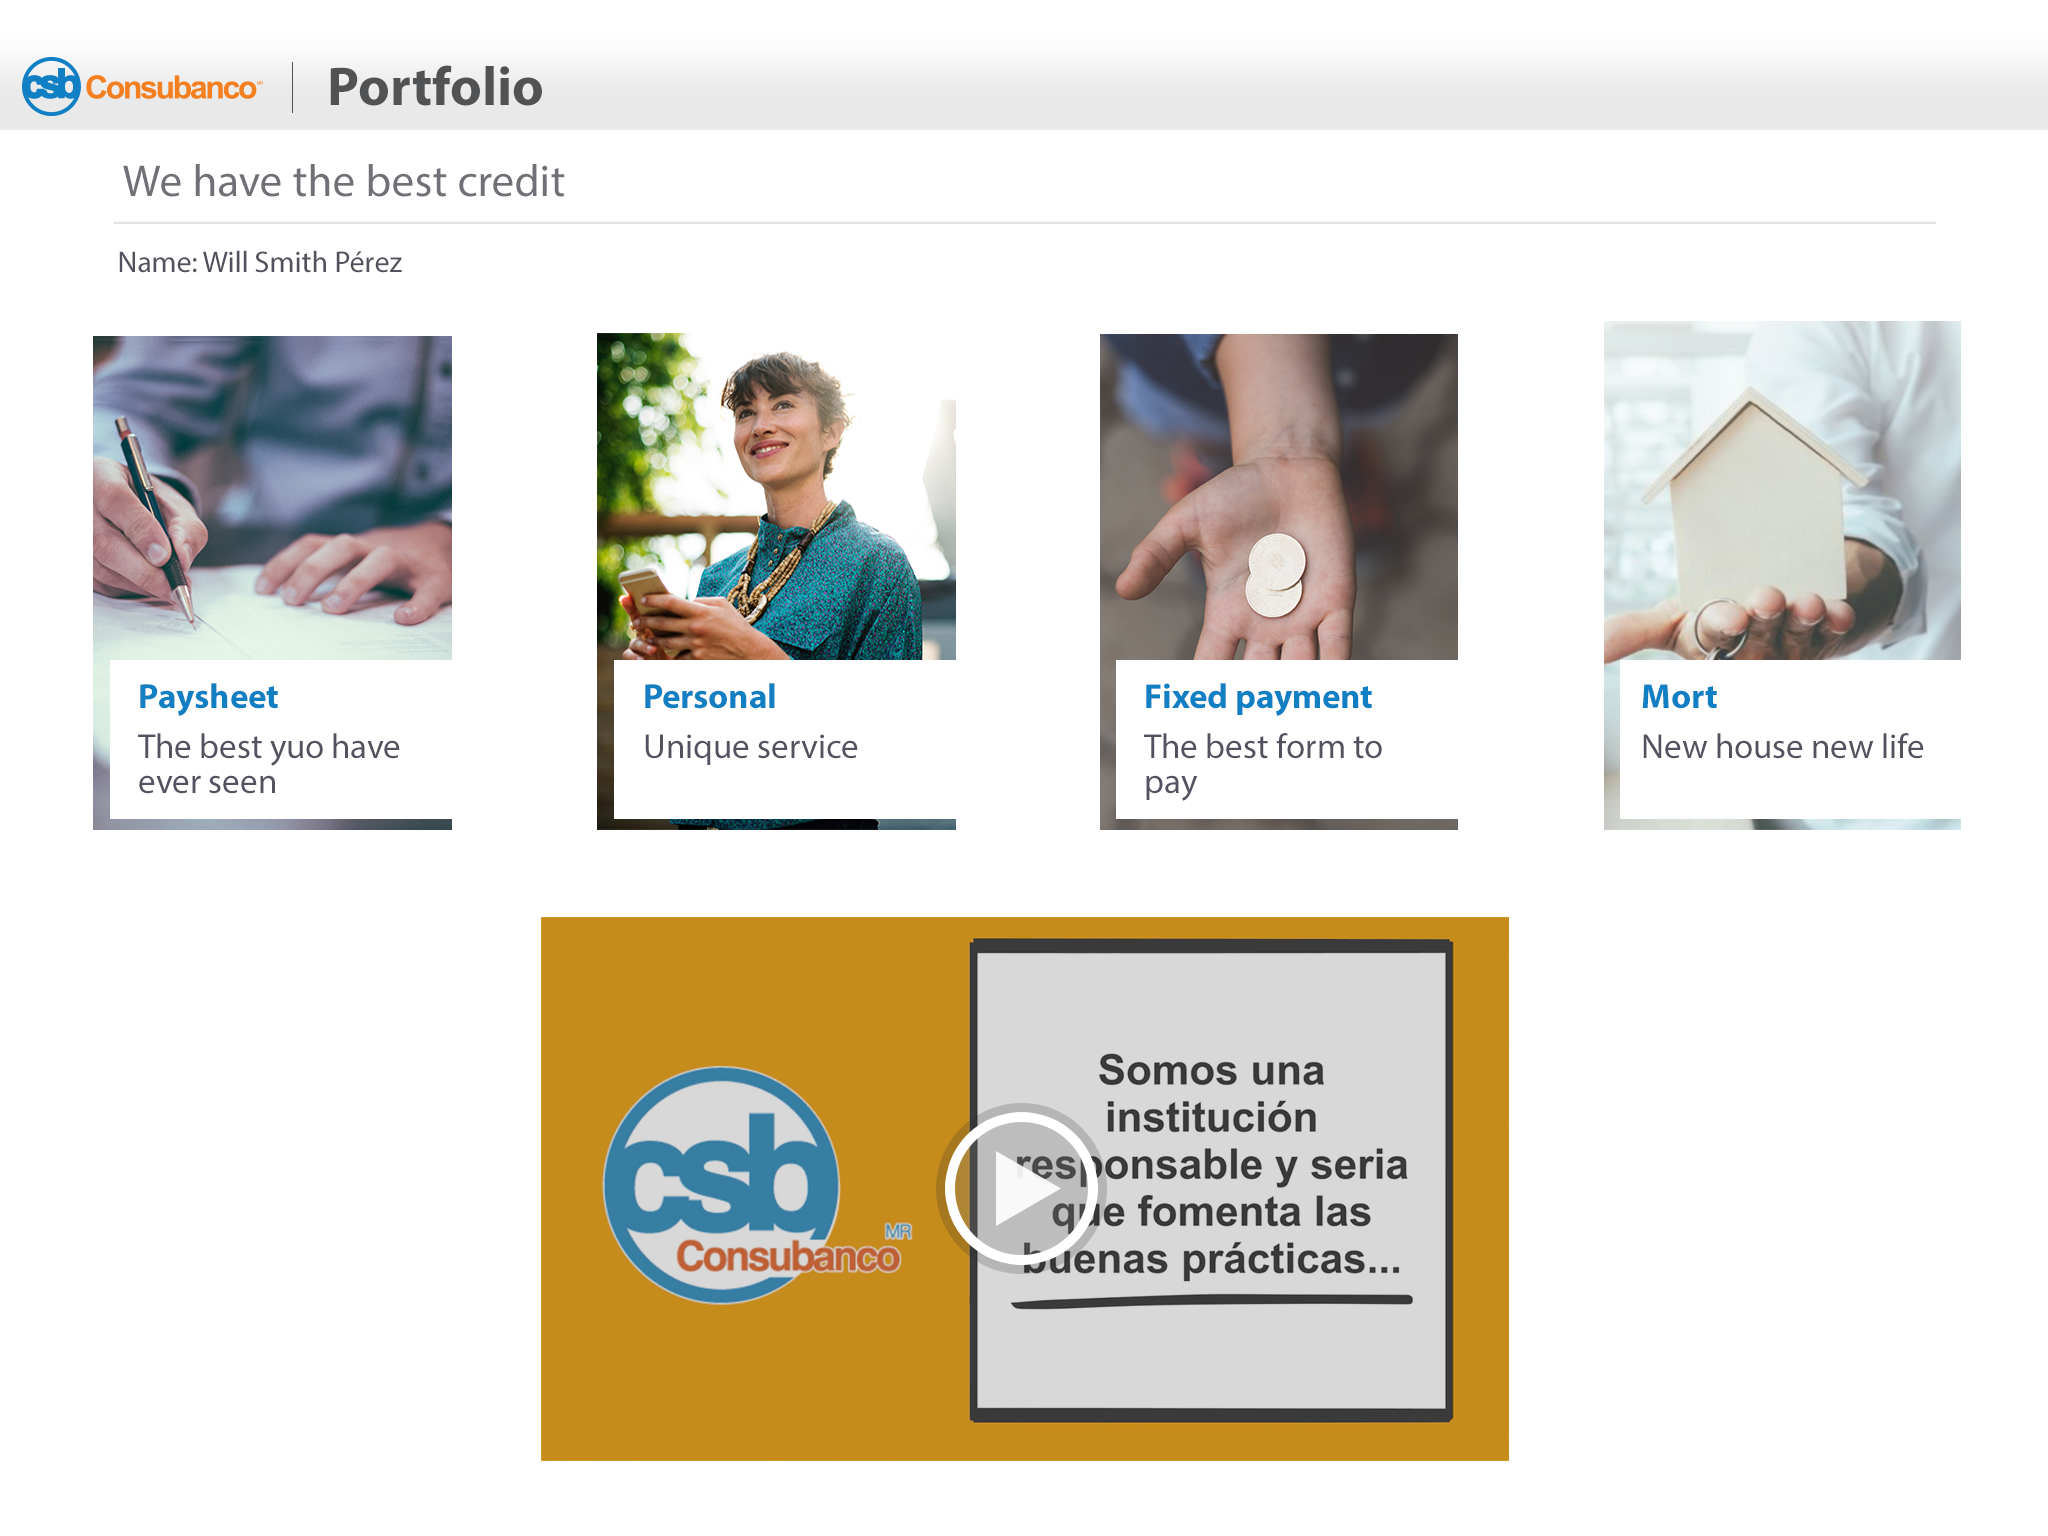 csb Consubanco
Portfolio
We have the best credit
Name: Will Smith Pérez
Paysheet
The best yuo have
ever seen
Personal
Unique service
Fixed payment
The best form to
pay
Mort
New house new life
csb
MR
Consubanco
Somos una
institución
responsable y seria
que fomenta las
buenas prácticas...